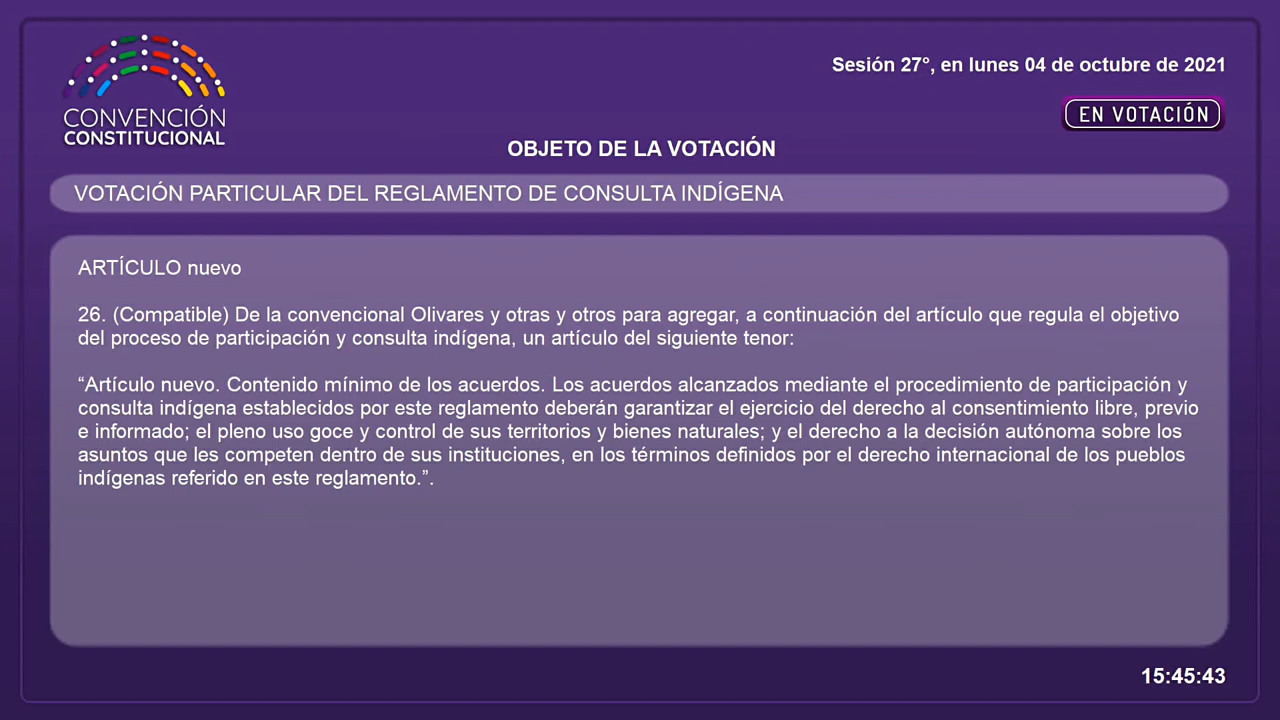 CONVENCIÓN
CONSTITUCIONAL
Sesión 27°, en lunes 04 de octubre de 2021
EN VOTACIÓN
OBJETO DE LA VOTACIÓN
VOTACIÓN PARTICULAR DEL REGLAMENTO DE CONSULTA INDÍGENA
ARTÍCULO nuevo
26. (Compatible) De la convencional Olivares y otras y otros para agregar, a continuación del artículo que regula el objetivo
del proceso de participación y consulta indígena, un artículo del siguiente tenor:
“Artículo nuevo. Contenido mínimo de los acuerdos. Los acuerdos alcanzados mediante el procedimiento de participación y
consulta indígena establecidos por este reglamento deberán garantizar el ejercicio del derecho al consentimiento libre, previo
e informado; el pleno uso goce y control de sus territorios y bienes naturales; y el derecho a la decisión autónoma sobre los
asuntos que les competen dentro de sus instituciones, en los términos definidos por el derecho internacional de los pueblos
indígenas referido en este reglamento.”.
15:45:43